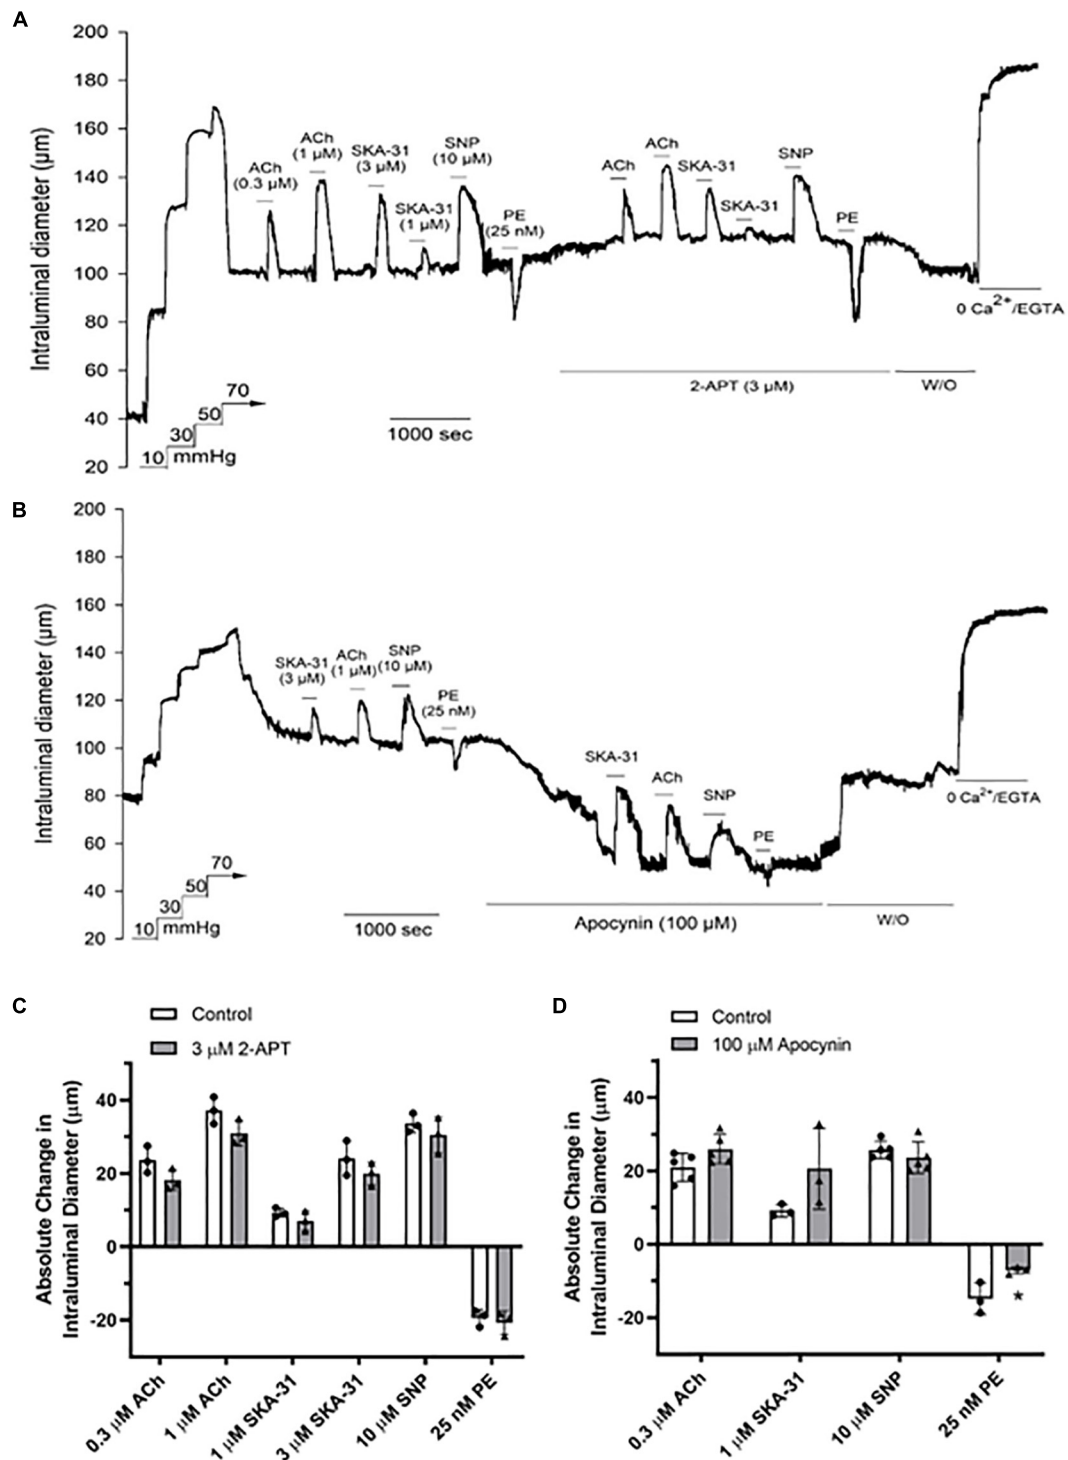 A
200
180
160
140
120
100
80
60
40
20
Intraluminal diameter (µm)
ACh
(0.3 µM)
ACh
(1 µM)
SKA-31
(3 µM)
SKA-31
(1 µM)
SNP
(10 µM)
PE
(25 nM)
ACh
ACh
SKA-31
SKA-31
SNP
PE
0 Ca2+/EGTA
2-APT (3 µM)
W/O
1000 sec
10
30
50
70
mmHg
B
200
180
160
140
120
100
80
60
40
20
Intraluminal diameter (µm)
SKA-31
(3 µM)
ACh
(1 µM)
SNP
(10 µM)
PE
(25 nM)
SKA-31
ACh
SNP
PE
0 Ca2+/EGTA
Apocynin (100 µM)
W/O
1000 sec
10
30
50
70
mmHg
C
Control
3 µM 2-APT
Absolute Change in
Intraluminal Diameter (µm)
40
20
0
-20
0.3 µM ACh
1 µM ACh
1 µM SKA-31
3 µM SKA-31
10 µM SNP
25 nM PE
D
Control
100 µM Apocynin
Absolute Change in
Intraluminal Diameter (µm)
40
20
0
-20
0.3 µM ACh
1 µM SKA-31
10 µM SNP
25 nM PE